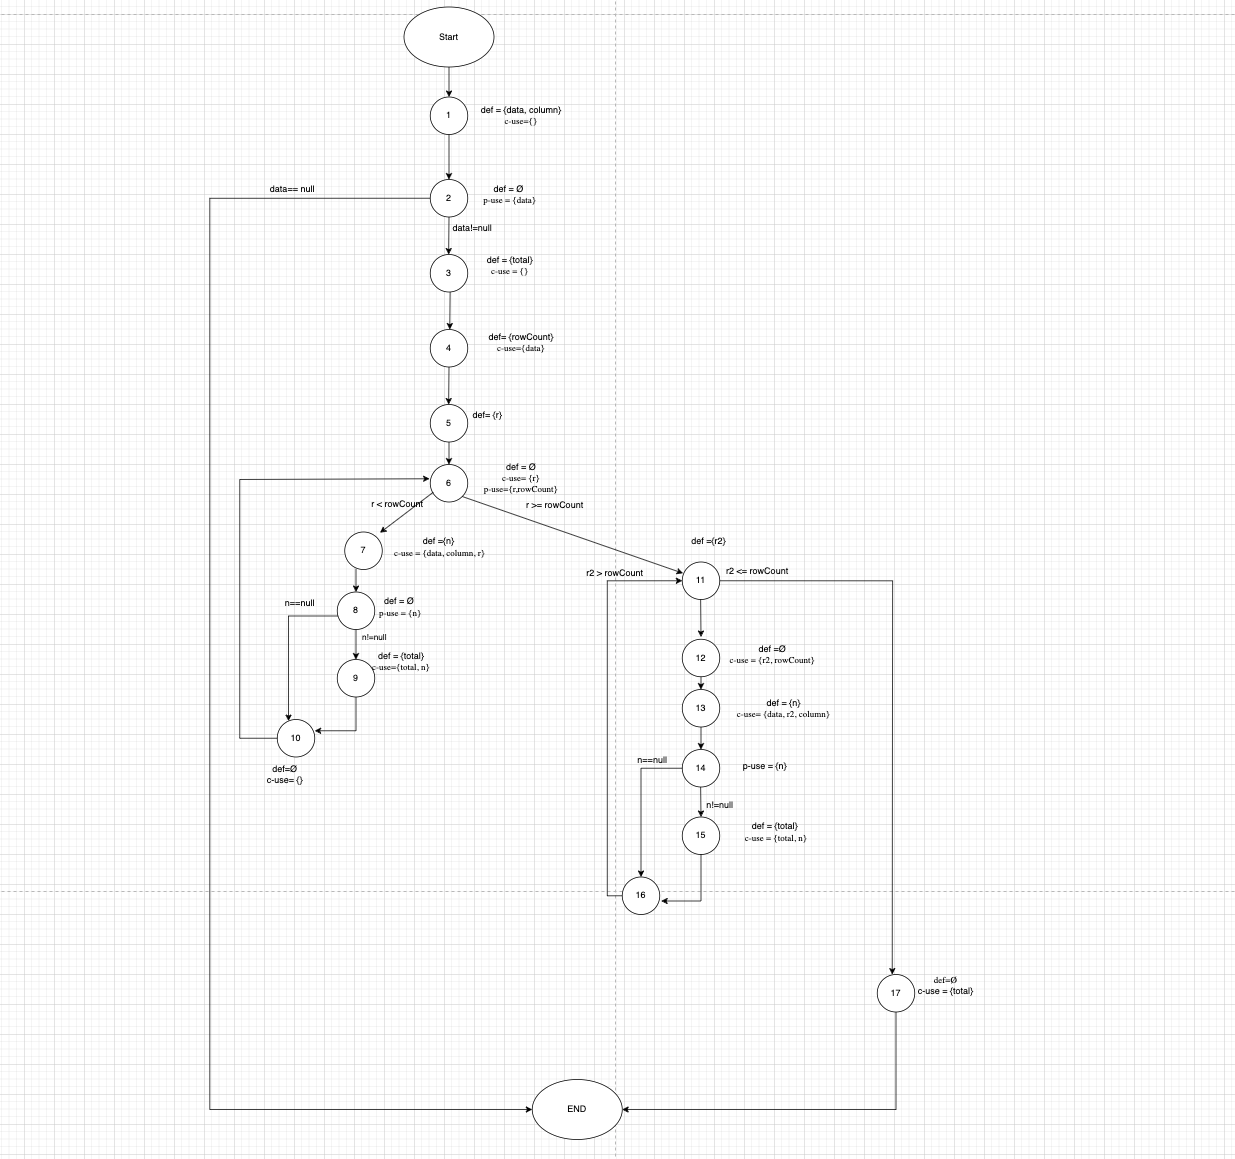 Start
1
def = {data, column}
c-use={}
data== null
2
def = Ø
p-use = {data}
data!=null
3
def = {total}
c-use = {}
4
def= {rowCount}
c-use={data}
5
def= {r}
6
def = Ø
c-use= {r}
p-use={r,rowCount}
r < rowCount
r >= rowCount
7
def ={n}
c-use = {data, column, r}
n==null
8
def = Ø
p-use = {n}
n!=null
9
def = {total}
c-use={total, n}
10
def=Ø
c-use= {}
def ={r2}
r2 > rowCount
11
r2 <= rowCount
12
def =Ø
c-use = {r2, rowCount}
13
def = {n}
c-use= {data, r2, column}
n==null
14
p-use = {n}
n!=null
15
def = {total}
c-use = {total, n}
16
17
def=Ø
c-use = {total}
END